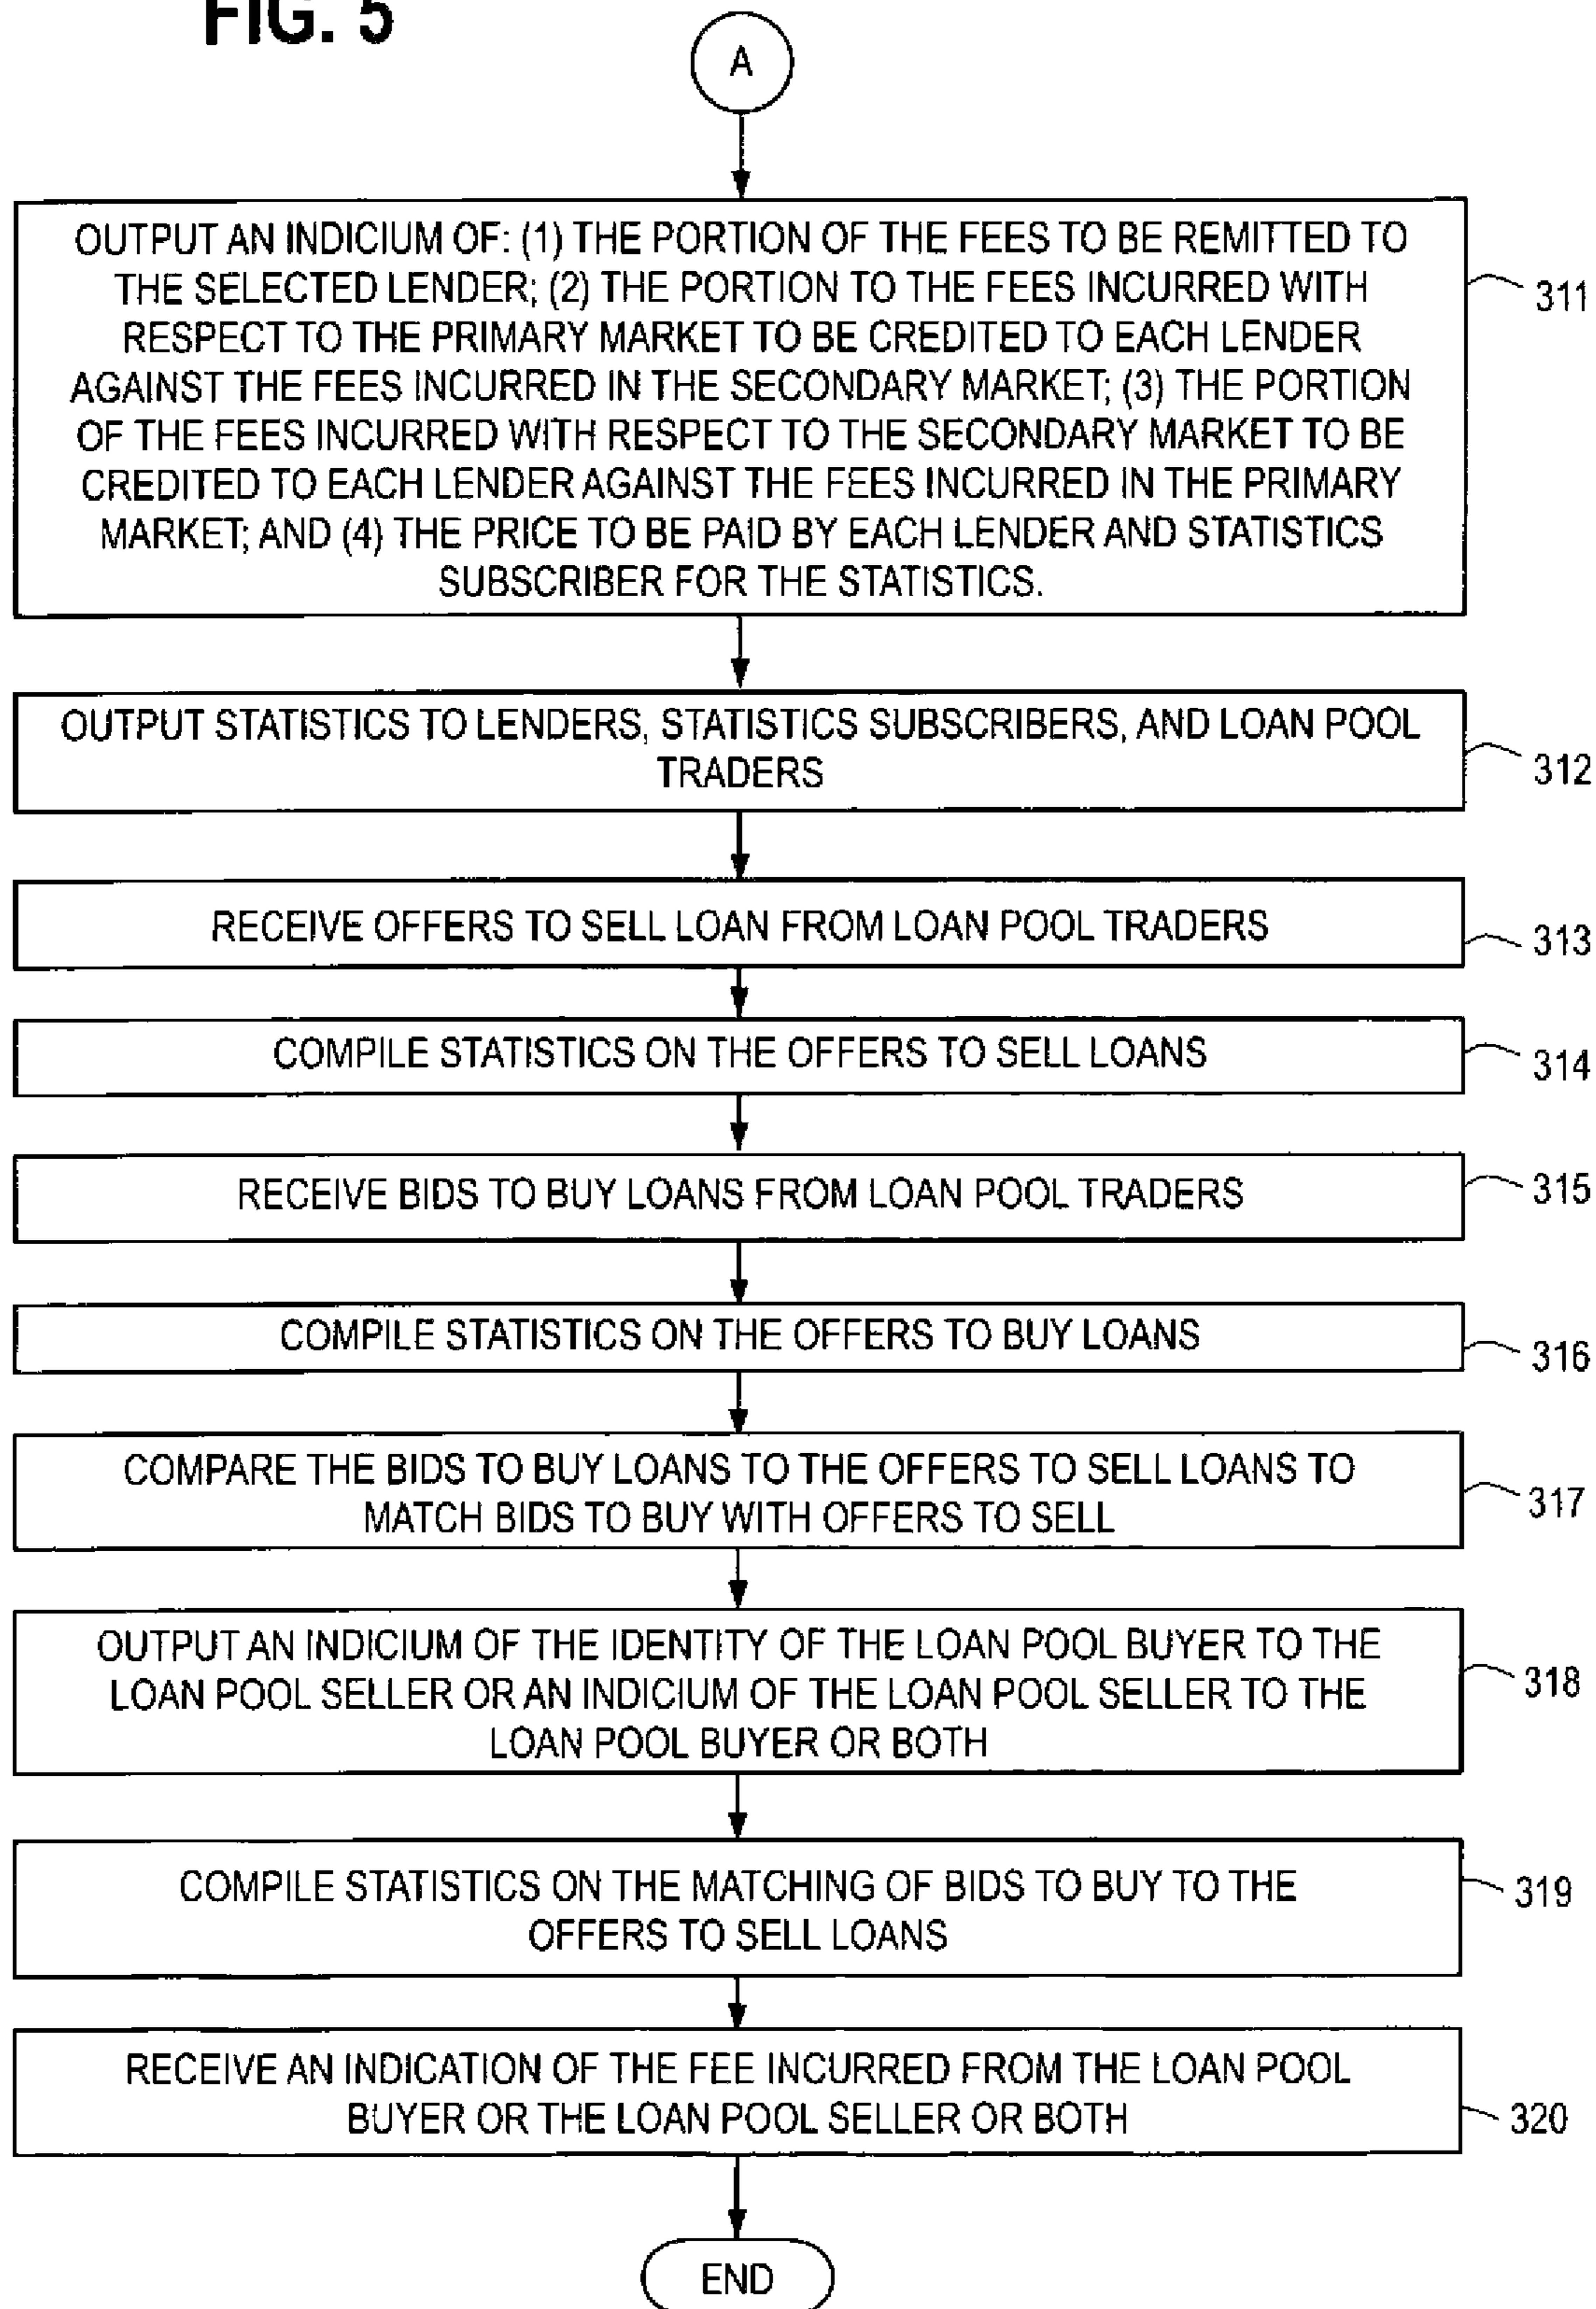 FIG. 5
A
OUTPUT AN INDICIUM OF: (1) THE PORTION OF THE FEES TO BE REMITTED TO
THE SELECTED LENDER; (2) THE PORTION TO THE FEES INCURRED WITH
RESPECT TO THE PRIMARY MARKET TO BE CREDITED TO EACH LENDER
AGAINST THE FEES INCURRED IN THE SECONDARY MARKET; (3) THE PORTION
OF THE FEES INCURRED WITH RESPECT TO THE SECONDARY MARKET TO BE
CREDITED TO EACH LENDER AGAINST THE FEES INCURRED IN THE PRIMARY
MARKET; AND (4) THE PRICE TO BE PAID BY EACH LENDER AND STATISTICS
SUBSCRIBER FOR THE STATISTICS.
311
OUTPUT STATISTICS TO LENDERS, STATISTICS SUBSCRIBERS, AND LOAN POOL
TRADERS
312
RECEIVE OFFERS TO SELL LOAN FROM LOAN POOL TRADERS
313
COMPILE STATISTICS ON THE OFFERS TO SELL LOANS
314
RECEIVE BIDS TO BUY LOANS FROM LOAN POOL TRADERS
315
COMPILE STATISTICS ON THE OFFERS TO BUY LOANS
316
COMPARE THE BIDS TO BUY LOANS TO THE OFFERS TO SELL LOANS TO
MATCH BIDS TO BUY WITH OFFERS TO SELL
317
OUTPUT AN INDICIUM OF THE IDENTITY OF THE LOAN POOL BUYER TO THE
LOAN POOL SELLER OR AN INDICIUM OF THE LOAN POOL SELLER TO THE
LOAN POOL BUYER OR BOTH
318
COMPILE STATISTICS ON THE MATCHING OF BIDS TO BUY TO THE
OFFERS TO SELL LOANS
319
RECEIVE AN INDICATION OF THE FEE INCURRED FROM THE LOAN POOL
BUYER OR THE LOAN POOL SELLER OR BOTH
320
END